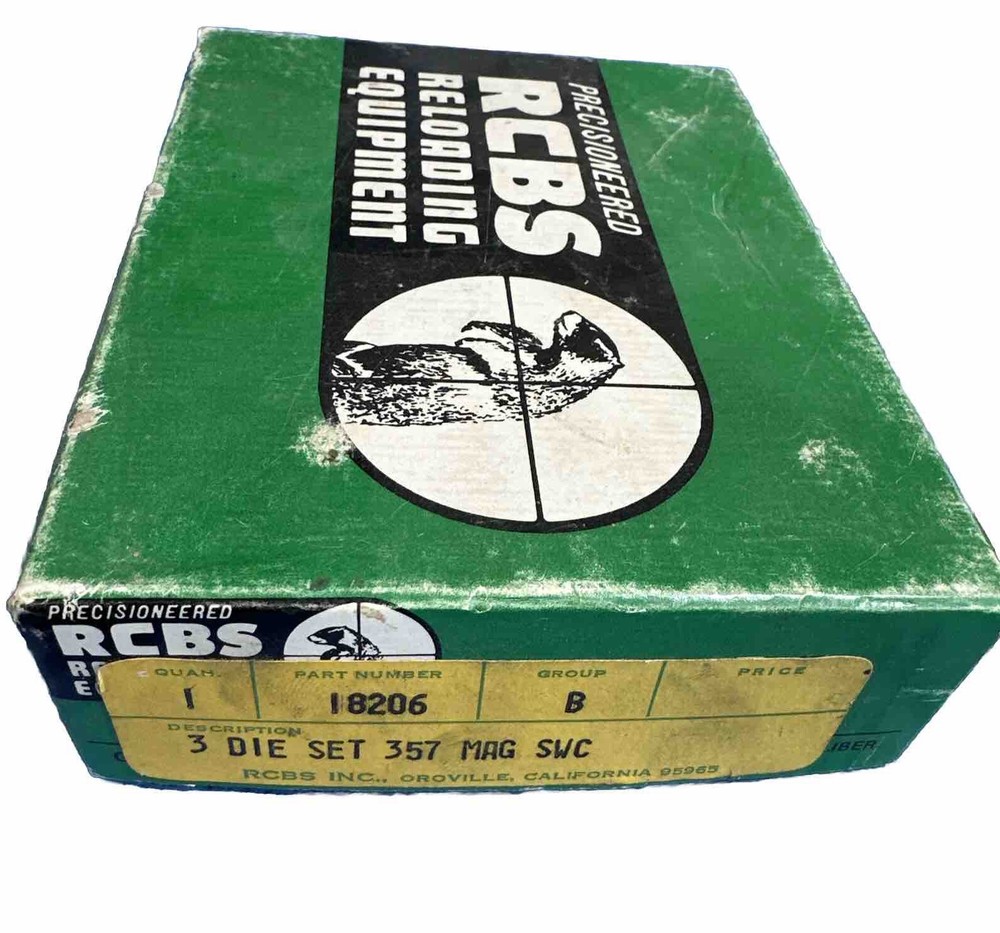 PRECISIONEERED
RCBS
RELOADING
EQUIPMENT
PRECISIONEERED
RCBS
QUAN. PART NUMBER GROUP PRICE
1 18206 B
DESCRIPTION
3 DIE SET 357 MAG SWC
RCBS INC., OROVILLE, CALIFORNIA 95965